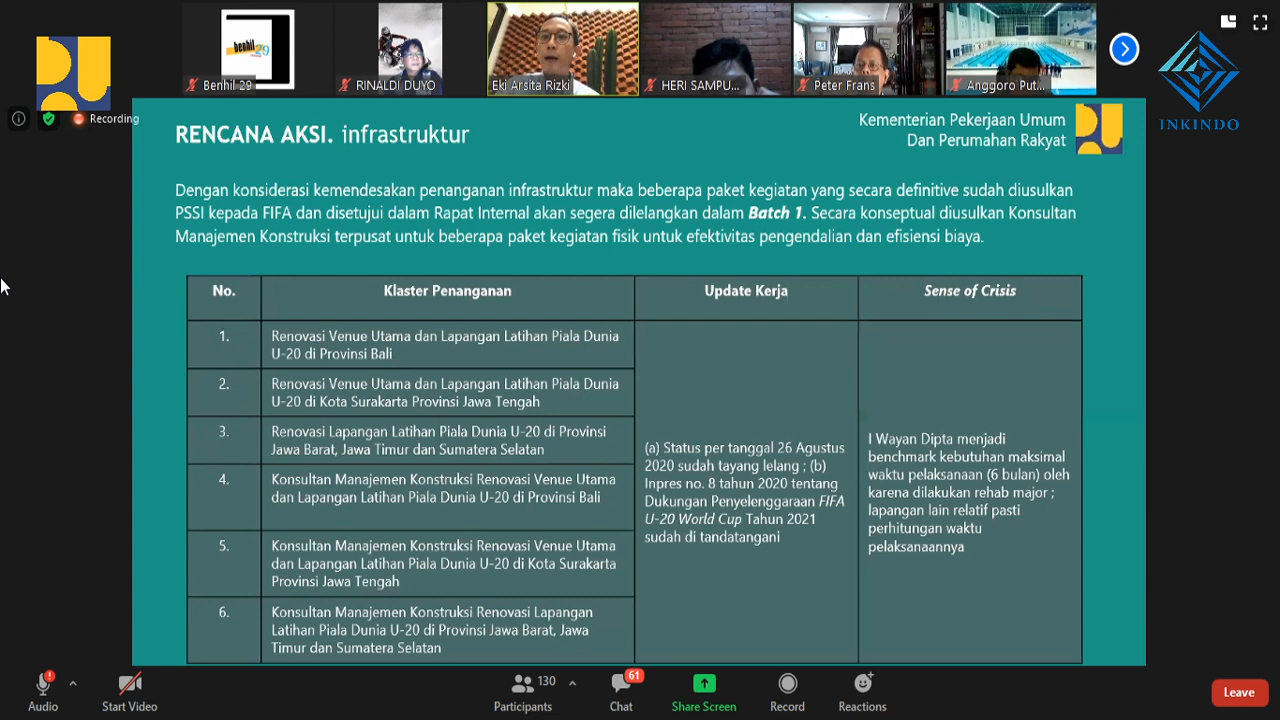 benhil
29
Benhil 29
RINALDI DUYO
Eki Arsita Rizki
HERI SAMPU...
Peter Frans
Anggoro Put...
INKINDO
Recording
RENCANA AKSI. infrastruktur
Kementerian Pekerjaan Umum
Dan Perumahan Rakyat
Dengan konsiderasi kemendesakan penanganan infrastruktur maka beberapa paket kegiatan yang secara definitive sudah diusulkan
PSSI kepada FIFA dan disetujui dalam Rapat Internal akan segera dilelangkan dalam Batch 1. Secara konseptual diusulkan Konsultan
Manajemen Konstruksi terpusat untuk beberapa paket kegiatan fisik untuk efektivitas pengendalian dan efisiensi biaya.
No.
Klaster Penanganan
Update Kerja
Sense of Crisis
1.
Renovasi Venue Utama dan Lapangan Latihan Piala Dunia
U-20 di Provinsi Bali
2.
Renovasi Venue Utama dan Lapangan Latihan Piala Dunia
U-20 di Kota Surakarta Provinsi Jawa Tengah
3.
Renovasi Lapangan Latihan Piala Dunia U-20 di Provinsi
Jawa Barat, Jawa Timur dan Sumatera Selatan
4.
Konsultan Manajemen Konstruksi Renovasi Venue Utama
dan Lapangan Latihan Piala Dunia U-20 di Provinsi Bali
5.
Konsultan Manajemen Konstruksi Renovasi Venue Utama
dan Lapangan Latihan Piala Dunia U-20 di Kota Surakarta
Provinsi Jawa Tengah
6.
Konsultan Manajemen Konstruksi Renovasi Lapangan
Latihan Piala Dunia U-20 di Provinsi Jawa Barat, Jawa
Timur dan Sumatera Selatan
(a) Status per tanggal 26 Agustus
2020 sudah tayang lelang ; (b)
Inpres no. 8 tahun 2020 tentang
Dukungan Penyelenggaraan FIFA
U-20 World Cup Tahun 2021
sudah di tandatangani
I Wayan Dipta menjadi
benchmark kebutuhan maksimal
waktu pelaksanaan (6 bulan) oleh
karena dilakukan rehab major ;
lapangan lain relatif pasti
perhitungan waktu
pelaksanaannya
Audio
Start Video
130
Participants
61
Chat
Share Screen
Record
Reactions
Leave